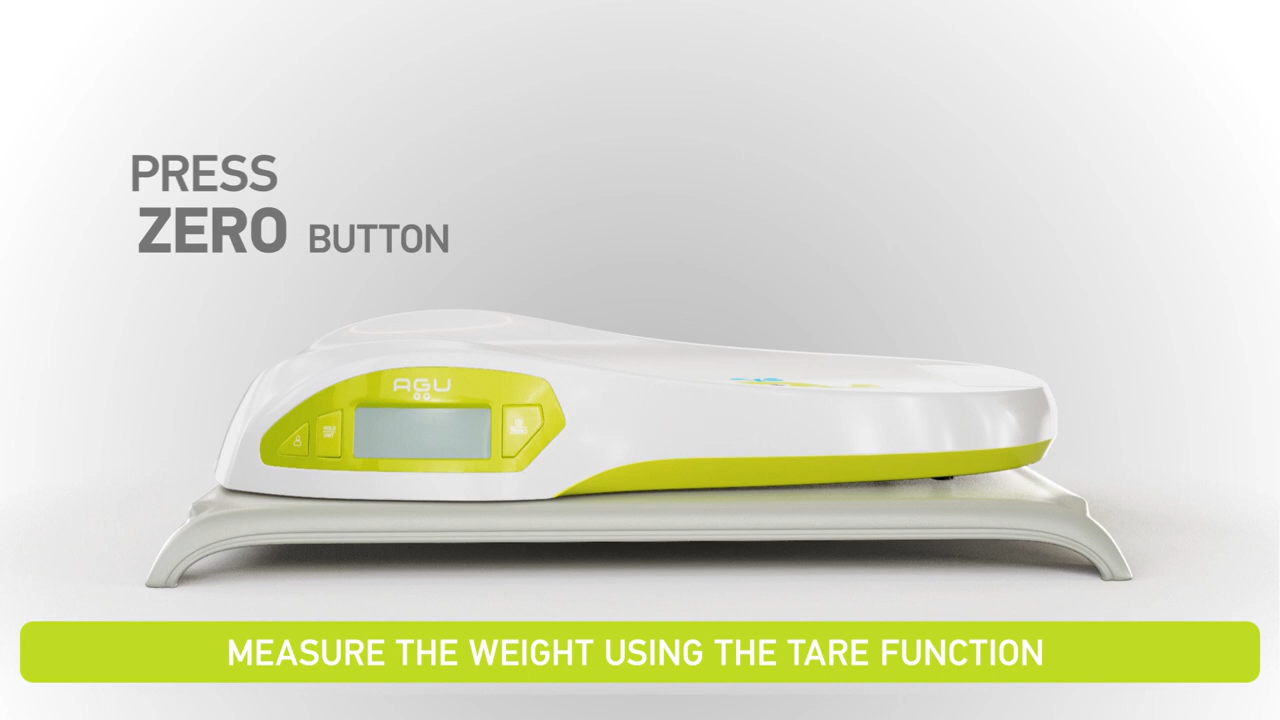 PRESS
ZERO BUTTON
AGU
MEASURE THE WEIGHT USING THE TARE FUNCTION